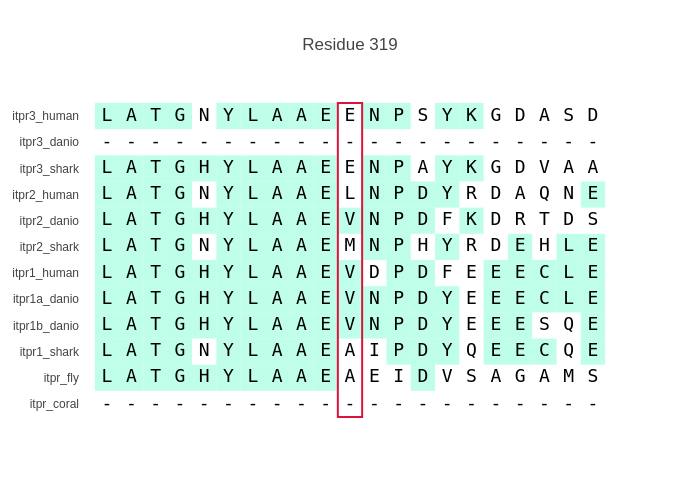 Residue 319
itpr3_human L A T G N Y L A A E E N P S Y K G D A S D
itpr3_danio - - - - - - - - - - - - - - - - - - - - -
itpr3_shark L A T G H Y L A A E E N P A Y K G D V A A
itpr2_human L A T G N Y L A A E L N P D Y R D A Q N E
itpr2_danio L A T G H Y L A A E V N P D F K D R T D S
itpr2_shark L A T G N Y L A A E M N P H Y R D E H L E
itpr1_human L A T G H Y L A A E V D P D F E E E C L E
itpr1a_danio L A T G H Y L A A E V N P D Y E E E C L E
itpr1b_danio L A T G H Y L A A E V N P D Y E E E S Q E
itpr1_shark L A T G N Y L A A E A I P D Y Q E E C Q E
itpr_fly L A T G H Y L A A E A E I D V S A G A M S
itpr_coral - - - - - - - - - - - - - - - - - - - - -